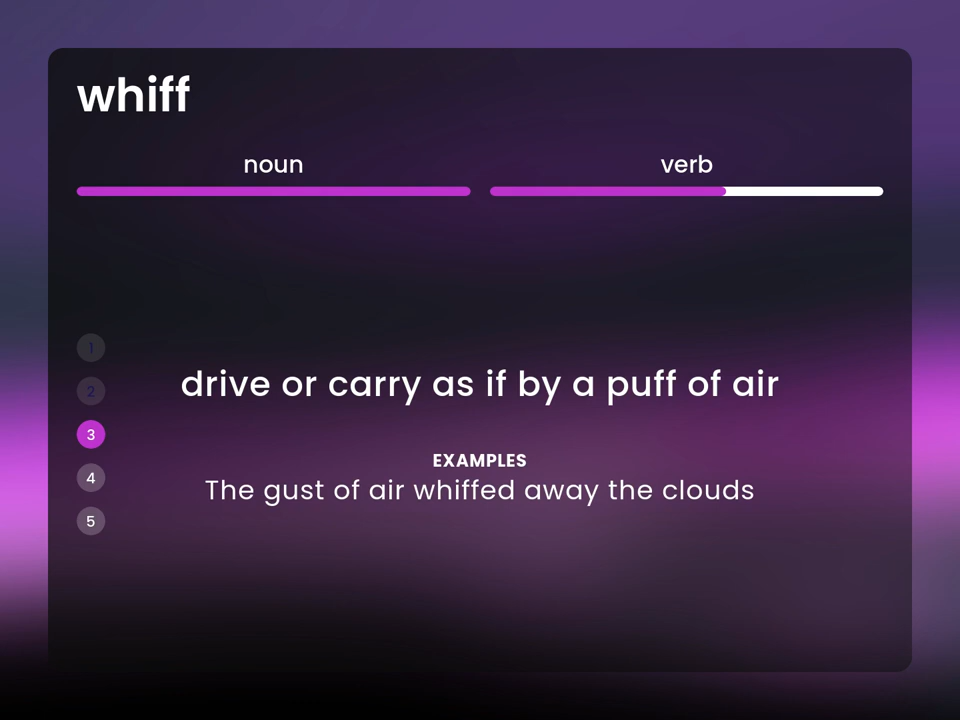 whiff
noun
verb
1
2
3
4
5
drive or carry as if by a puff of air
EXAMPLES
The gust of air whiffed away the clouds